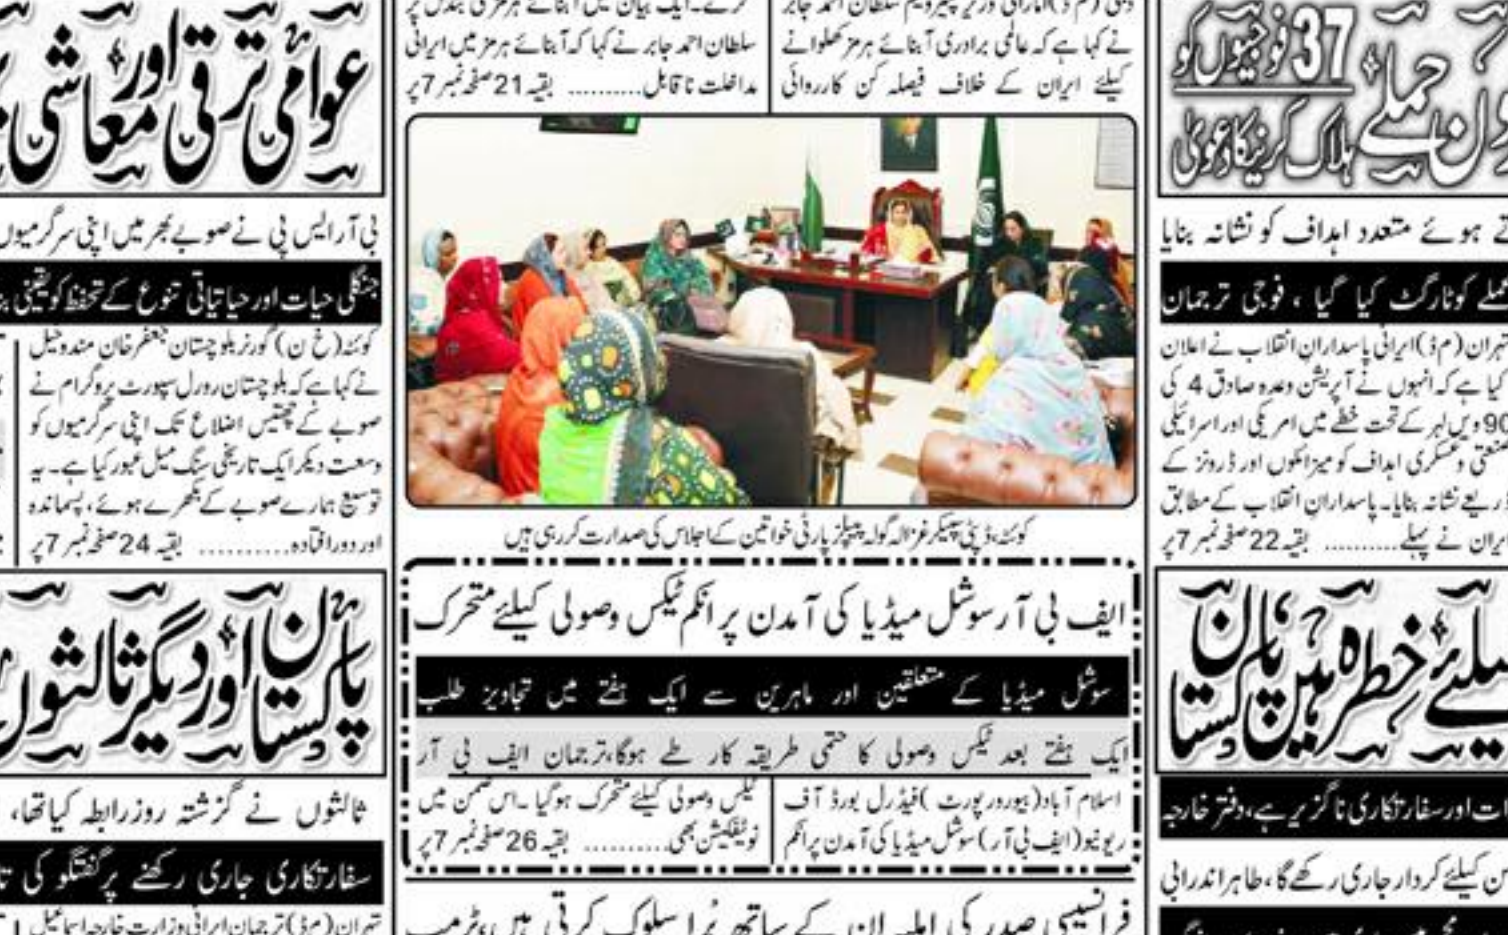 37 فوجیوں کو
حملے
ہلاک کرنیکا دعویٰ
ہوئے متعدد اہداف کو نشانہ بنایا
کو ٹارگٹ کیا گیا ، فوجی ترجمان
تہران (م ڈ) ایرانی پاسداران انقلاب نے اعلان
کیا ہے کہ انہوں نے آپریشن وعدہ صادق 4 کی
90 ویں لہر کے تحت خطے میں امریکی اور اسرائیلی
صنعتی و عسکری اہداف کو میزائلوں اور ڈرونز کے
ذریعے نشانہ بنایا۔ پاسداران انقلاب کے مطابق
ایران نے پہلے.......... بقیہ 22 صفحہ نمبر 7 پر
کیلئے خطرہ ہیں پاکستان
اور سفارتکاری ناگزیر ہے، دفتر خارجہ
کیلئے کردار جاری رکھے گا، طاہر اندرابی
نے کہا ہے کہ عالمی برادری آبنائے ہرمز کھلوانے
کیلئے ایران کے خلاف فیصلہ کن کارروائی
سلطان احمد جابر نے کہا کہ آبنائے ہرمز میں ایرانی
مداخلت ناقابل.......... بقیہ 21 صفحہ نمبر 7 پر
کوئٹہ، ڈپٹی سپیکر غزالہ گولہ پیپلز پارٹی خواتین کے اجلاس کی صدارت کر رہی ہیں
ایف بی آر سوشل میڈیا کی آمدن پر انکم ٹیکس وصولی کیلئے متحرک
سوشل میڈیا کے متعلقین اور ماہرین سے ایک ہفتے میں تجاویز طلب
ایک ہفتے بعد ٹیکس وصولی کا حتمی طریقہ کار طے ہوگا، ترجمان ایف بی آر
اسلام آباد (بیورو رپورٹ) فیڈرل بورڈ آف
ریونیو (ایف بی آر) سوشل میڈیا کی آمدن پر انکم
ٹیکس وصولی کیلئے متحرک ہوگیا ۔ اس ضمن میں
نوٹیفکیشن بھی.......... بقیہ 26 صفحہ نمبر 7 پر
فرانسیسی صدر کی اہلیہ ان کے ساتھ برا سلوک کرتی ہیں، ٹرمپ
عوامی ترقی اور معاشی
بی آر ایس پی نے صوبے بھر میں اپنی سرگرمیوں
جنگلی حیات اور حیاتیاتی تنوع کے تحفظ کو یقینی
کوئٹہ (خ ن) گورنر بلوچستان جعفر خان مندوخیل
نے کہا ہے کہ بلوچستان رورل سپورٹ پروگرام نے
صوبے کے چھتیس اضلاع تک اپنی سرگرمیوں کو
وسعت دیکر ایک تاریخی سنگ میل عبور کیا ہے۔ یہ
توسیع ہمارے صوبے کے بکھرے ہوئے، پسماندہ
اور دور افتادہ.......... بقیہ 24 صفحہ نمبر 7 پر
پاکستان اور دیگر ثالثوں
ثالثوں نے گزشتہ روز رابطہ کیا تھا،
سفارتکاری جاری رکھنے پر گفتگو کی
تہران (م ڈ) ترجمان ایرانی وزارت خارجہ اسماعیل